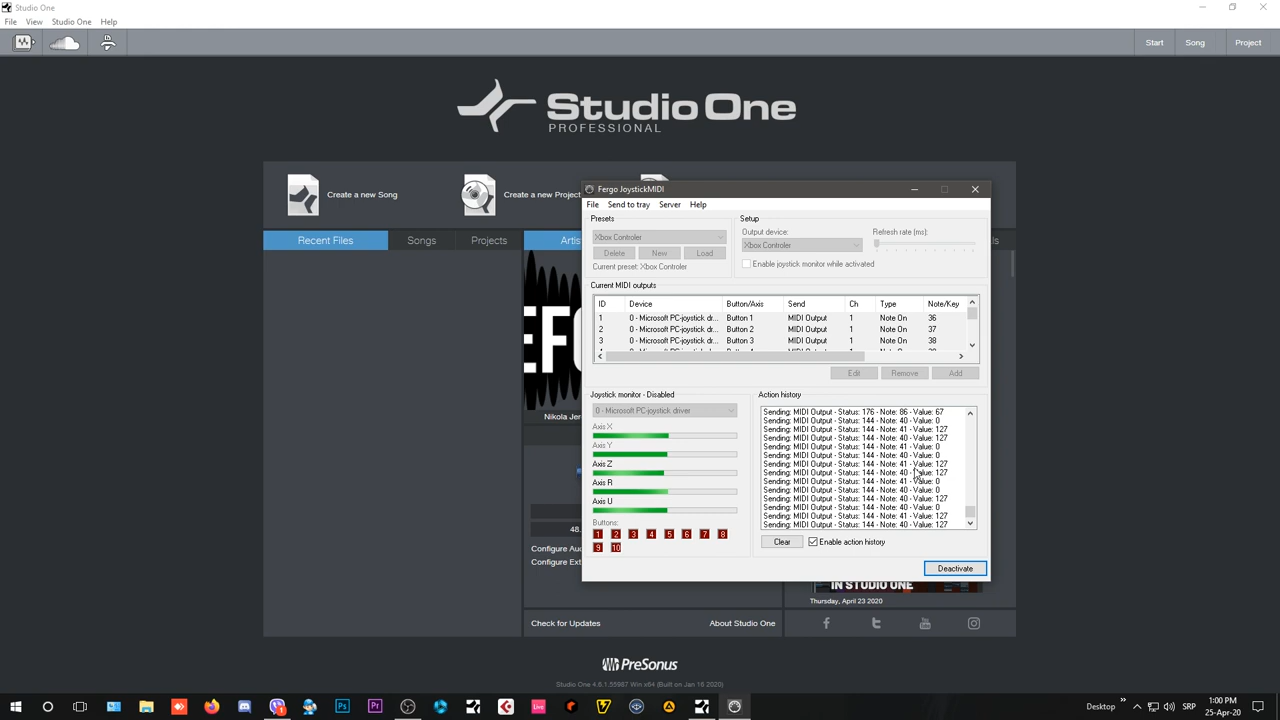 Studio One
File View Studio One Help
Start Song Project
Studio One
PROFESSIONAL
Create a new Song
Create a new Project
Recent Files Songs Projects
Nikola Jer
48.
Configure Au
Configure Ext
Fergo JoystickMIDI
File Send to tray Server Help
Presets
Xbox Controler
Delete New Load
Current preset: Xbox Controler
Setup
Output device: Refresh rate (ms):
Xbox Controler
Enable joystick monitor while activated
Current MIDI outputs
ID Device Button/Axis Send Ch Type Note/Key
1 0 - Microsoft PC-joystick dr... Button 1 MIDI Output 1 Note On 36
2 0 - Microsoft PC-joystick dr... Button 2 MIDI Output 1 Note On 37
3 0 - Microsoft PC-joystick dr... Button 3 MIDI Output 1 Note On 38
Edit Remove Add
Joystick monitor - Disabled
0 - Microsoft PC-joystick driver
Axis X
Axis Y
Axis Z
Axis R
Axis U
Buttons:
1 2 3 4 5 6 7 8
9 10
Action history
Sending: MIDI Output - Status: 176 - Note: 86 - Value: 67
Sending: MIDI Output - Status: 144 - Note: 40 - Value: 0
Sending: MIDI Output - Status: 144 - Note: 41 - Value: 127
Sending: MIDI Output - Status: 144 - Note: 40 - Value: 127
Sending: MIDI Output - Status: 144 - Note: 41 - Value: 0
Sending: MIDI Output - Status: 144 - Note: 40 - Value: 0
Sending: MIDI Output - Status: 144 - Note: 41 - Value: 127
Sending: MIDI Output - Status: 144 - Note: 40 - Value: 127
Sending: MIDI Output - Status: 144 - Note: 41 - Value: 0
Sending: MIDI Output - Status: 144 - Note: 40 - Value: 0
Sending: MIDI Output - Status: 144 - Note: 40 - Value: 127
Sending: MIDI Output - Status: 144 - Note: 40 - Value: 0
Sending: MIDI Output - Status: 144 - Note: 41 - Value: 127
Sending: MIDI Output - Status: 144 - Note: 40 - Value: 127
Clear Enable action history
Deactivate
IN STUDIO ONE
Thursday, April 23 2020
Check for Updates About Studio One
PreSonus
Studio One 4.6.1.55987 Win x64 (Built on Jan 16 2020)
Desktop SRP
1:00 PM
25-Apr-20